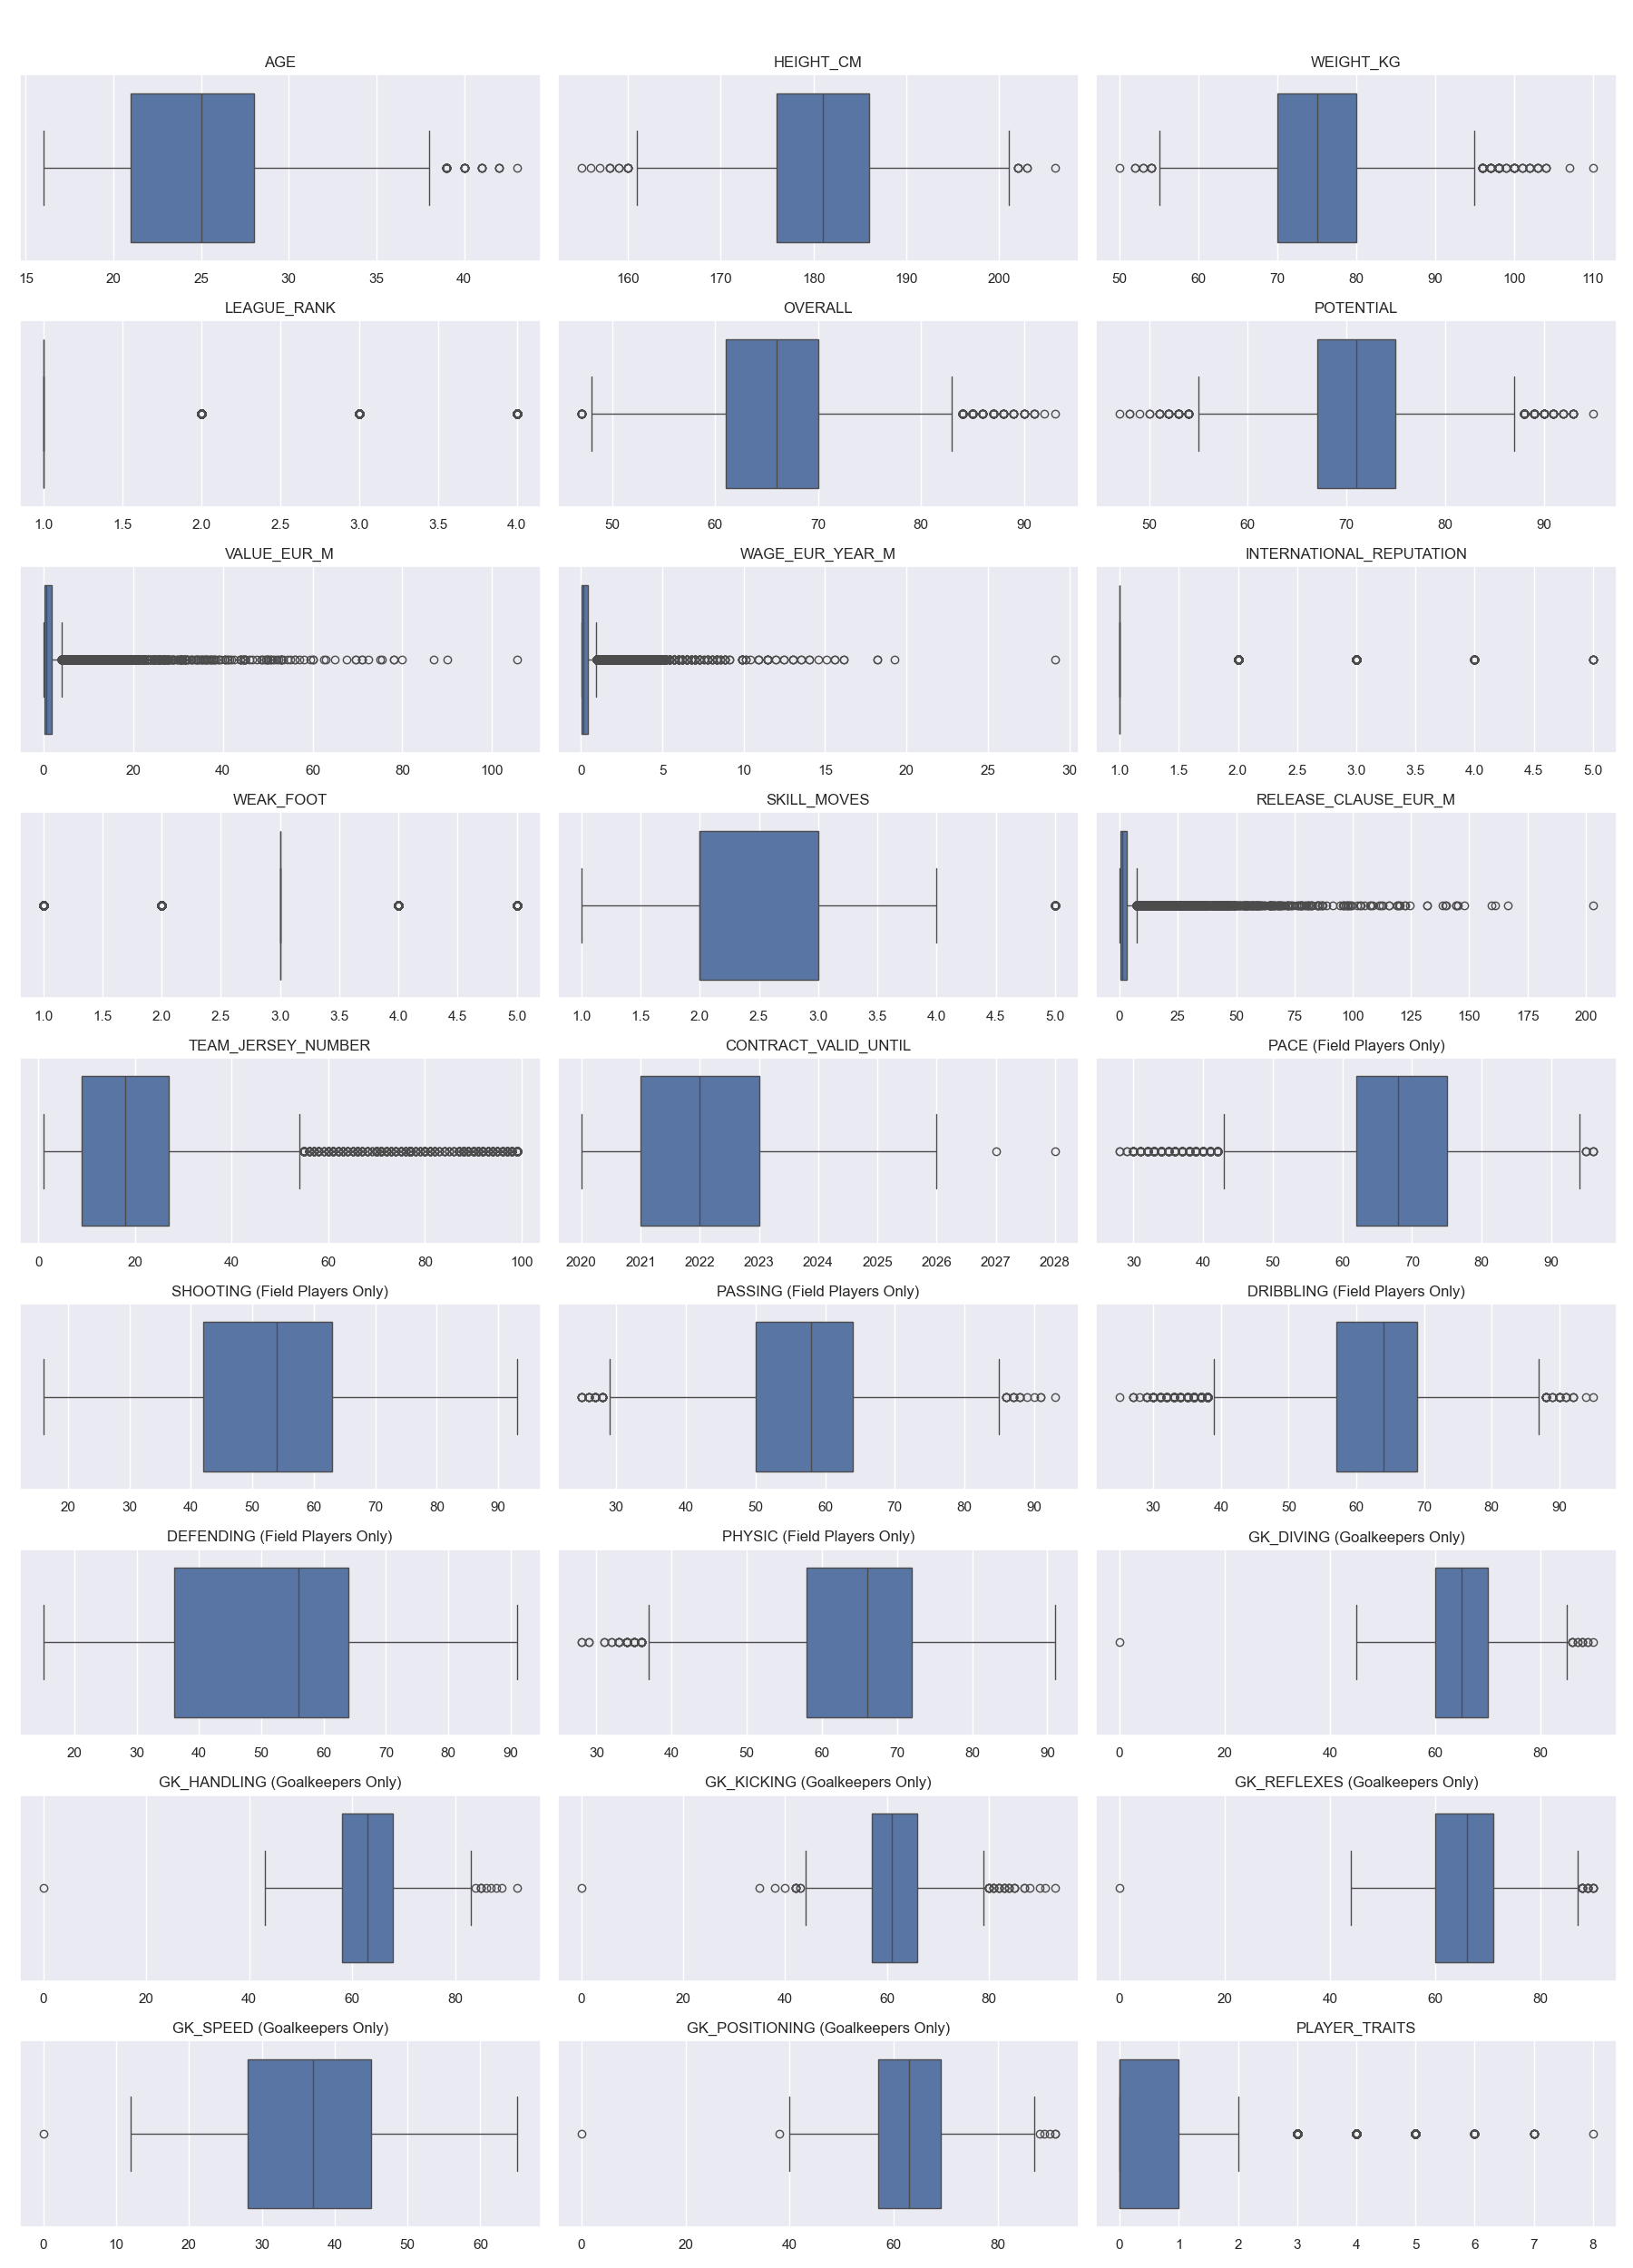 AGE HEIGHT_CM WEIGHT_KG
15 20 25 30 35 40 160 170 180 190 200 50 60 70 80 90 100 110
LEAGUE_RANK OVERALL POTENTIAL
1.0 1.5 2.0 2.5 3.0 3.5 4.0 50 60 70 80 90 50 60 70 80 90
VALUE_EUR_M WAGE_EUR_YEAR_M INTERNATIONAL_REPUTATION
0 20 40 60 80 100 0 5 10 15 20 25 30 1.0 1.5 2.0 2.5 3.0 3.5 4.0 4.5 5.0
WEAK_FOOT SKILL_MOVES RELEASE_CLAUSE_EUR_M
1.0 1.5 2.0 2.5 3.0 3.5 4.0 4.5 5.0 1.0 1.5 2.0 2.5 3.0 3.5 4.0 4.5 5.0 0 25 50 75 100 125 150 175 200
TEAM_JERSEY_NUMBER CONTRACT_VALID_UNTIL PACE (Field Players Only)
0 20 40 60 80 100 2020 2021 2022 2023 2024 2025 2026 2027 2028 30 40 50 60 70 80 90
SHOOTING (Field Players Only) PASSING (Field Players Only) DRIBBLING (Field Players Only)
20 30 40 50 60 70 80 90 30 40 50 60 70 80 90 30 40 50 60 70 80 90
DEFENDING (Field Players Only) PHYSIC (Field Players Only) GK_DIVING (Goalkeepers Only)
20 30 40 50 60 70 80 90 30 40 50 60 70 80 90 0 20 40 60 80
GK_HANDLING (Goalkeepers Only) GK_KICKING (Goalkeepers Only) GK_REFLEXES (Goalkeepers Only)
0 20 40 60 80 0 20 40 60 80 0 20 40 60 80
GK_SPEED (Goalkeepers Only) GK_POSITIONING (Goalkeepers Only) PLAYER_TRAITS
0 10 20 30 40 50 60 0 20 40 60 80 0 1 2 3 4 5 6 7 8